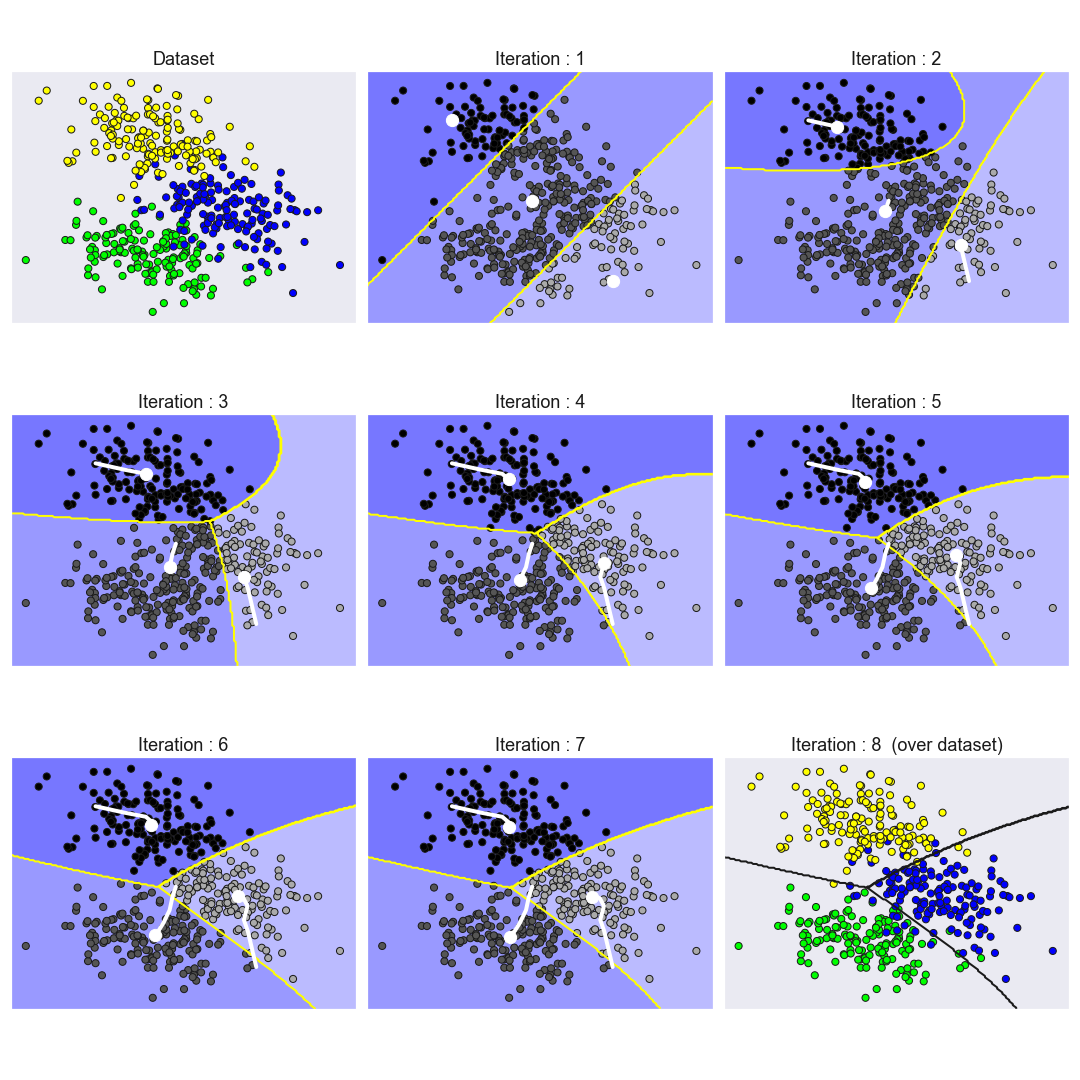 Dataset
Iteration : 1
Iteration : 2
Iteration : 3
Iteration : 4
Iteration : 5
Iteration : 6
Iteration : 7
Iteration : 8  (over dataset)